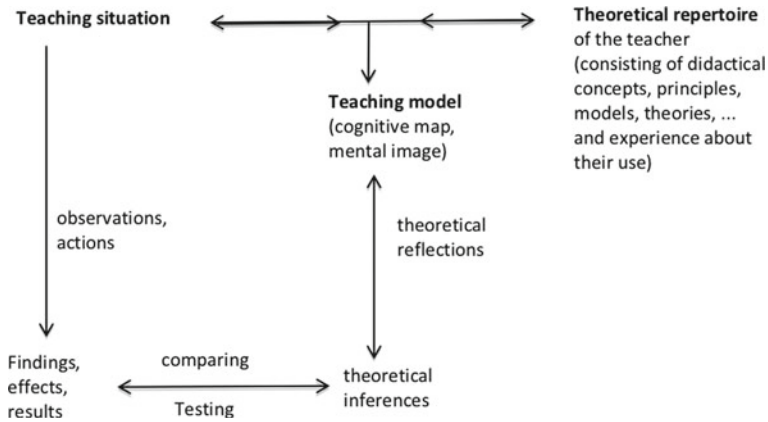 Teaching situation
Theoretical repertoire
of the teacher
(consisting of didactical
concepts, principles,
models, theories, ...
and experience about
their use)
Teaching model
(cognitive map,
mental image)
observations,
actions
theoretical
reflections
Findings,
effects,
results
comparing
Testing
theoretical
inferences